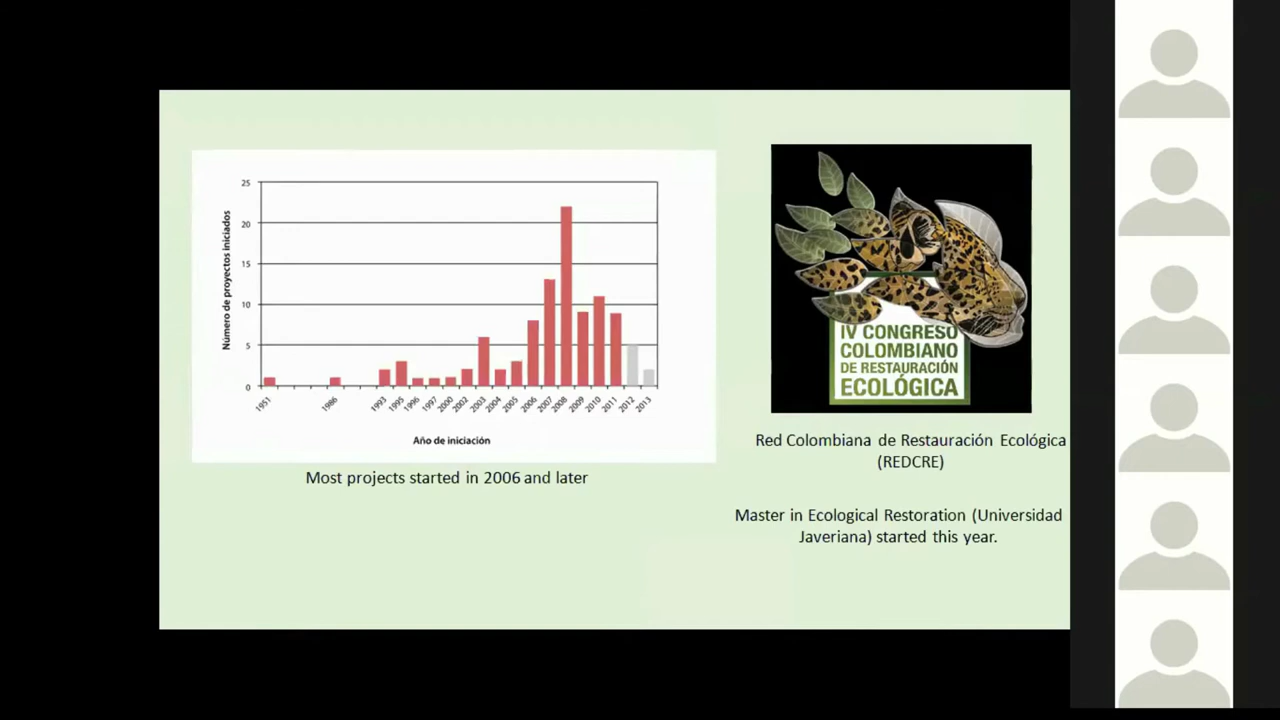 25
20
15
10
5
0
Número de proyectos iniciados
1951
1986
1993
1995
1996
1997
2000
2002
2003
2004
2005
2006
2007
2008
2009
2010
2011
2012
2013
Año de iniciación
Most projects started in 2006 and later
IV CONGRESO
COLOMBIANO
DE RESTAURACIÓN
ECOLÓGICA
Red Colombiana de Restauración Ecológica
(REDCRE)
Master in Ecological Restoration (Universidad
Javeriana) started this year.